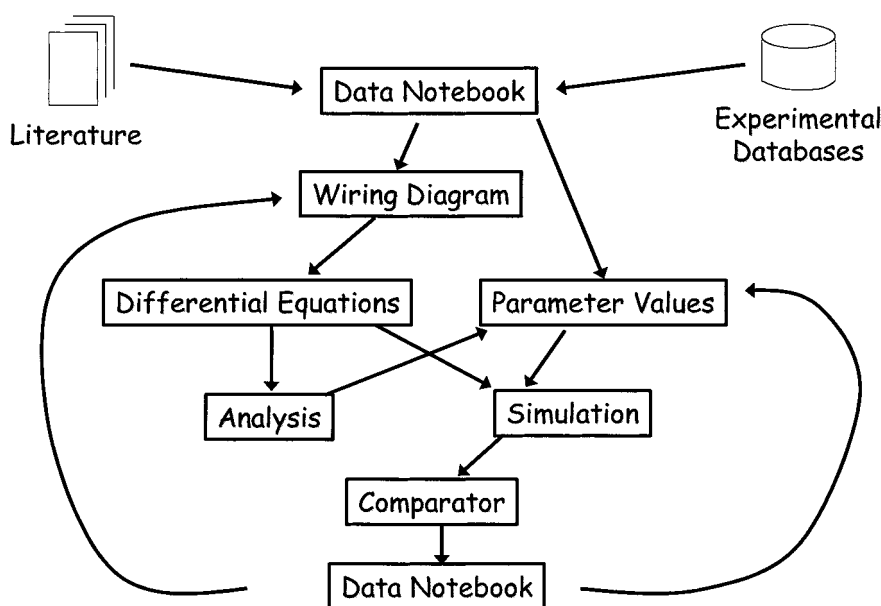 Data Notebook
Literature
Experimental
Databases
Wiring Diagram
Differential Equations
Parameter Values
Analysis
Simulation
Comparator
Data Notebook